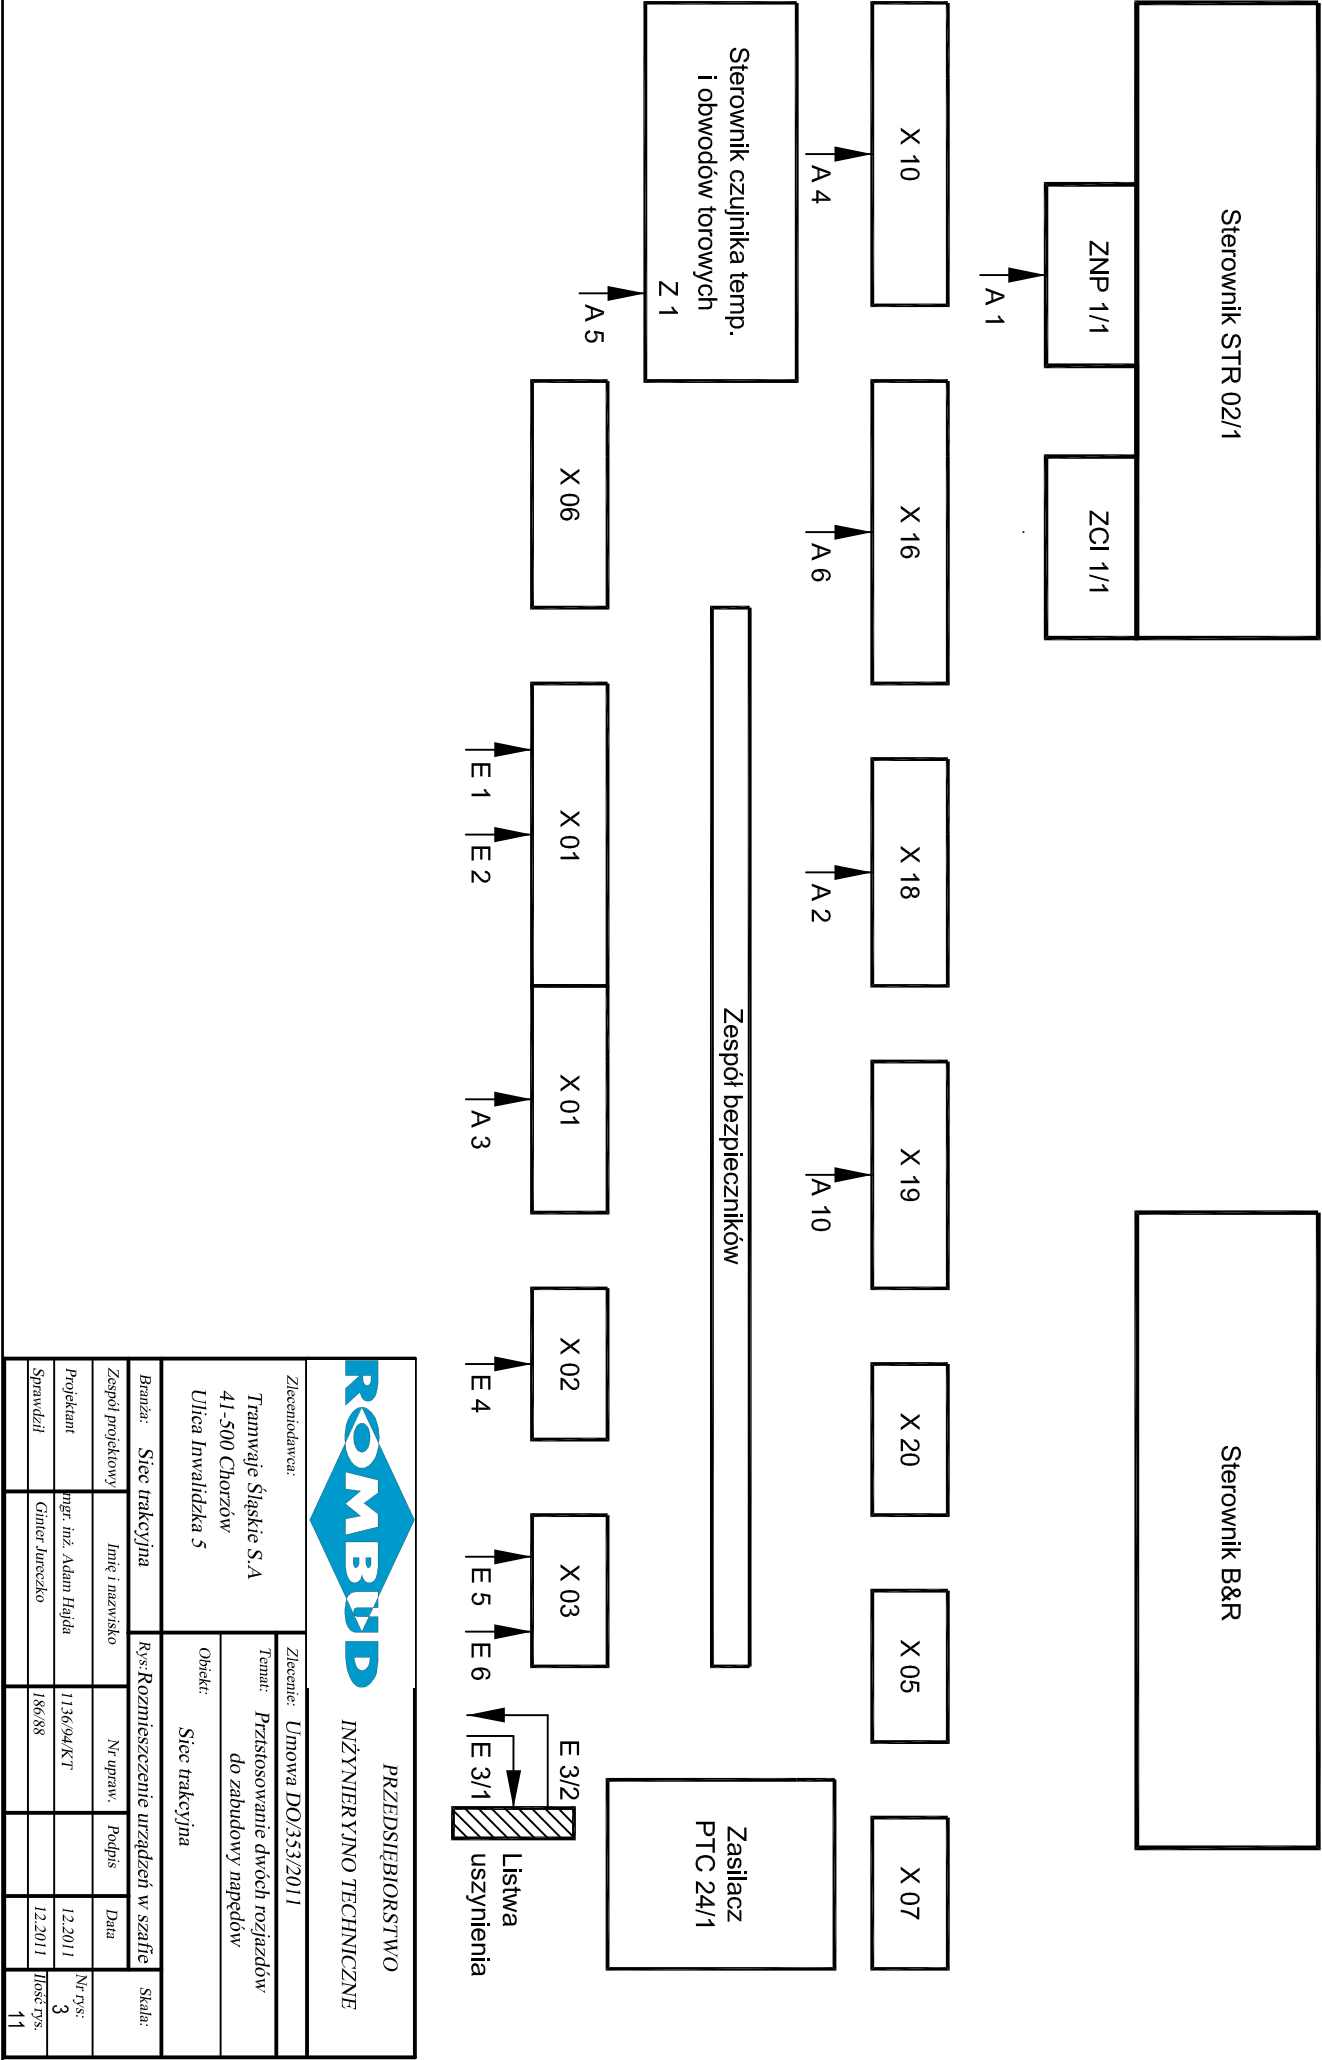 Sterownik STR 02/1
Sterownik B&R
ZNP 1/1
ZCI 1/1
A 1
X 10
X 16
X 18
X 19
X 20
X 05
X 07
A 4
A 6
A 2
A 10
Sterownik czujnika temp.
i obwodów torowych
Z 1
A 5
Zespół bezpieczników
Zasilacz
PTC 24/1
X 06
X 01
X 01
X 02
X 03
E 1
E 2
A 3
E 4
E 5
E 6
E 3/2
E 3/1
Listwa
uszynienia
ROMBUD
PRZEDSIĘBIORSTWO
INŻYNIERYJNO TECHNICZNE
Zleceniodawca:
Tramwaje Śląskie S.A
41-500 Chorzów
Ulica Inwalidzka 5
Zlecenie: Umowa DO/353/2011
Temat: Prztstosowanie dwóch rozjazdów
do zabudowy napędów
Obiekt:
Siec trakcyjna
Branża: Siec trakcyjna
Rys: Rozmieszczenie urządzeń w szafie
Skala:
Zespół projektowy
Imię i nazwisko
Nr upraw.
Podpis
Data
Projektant
mgr. inż. Adam Hajda
1136/94/KT
12.2011
Nr rys:
3
Sprawdził
Ginter Jureczko
186/88
12.2011
Ilość rys.
11